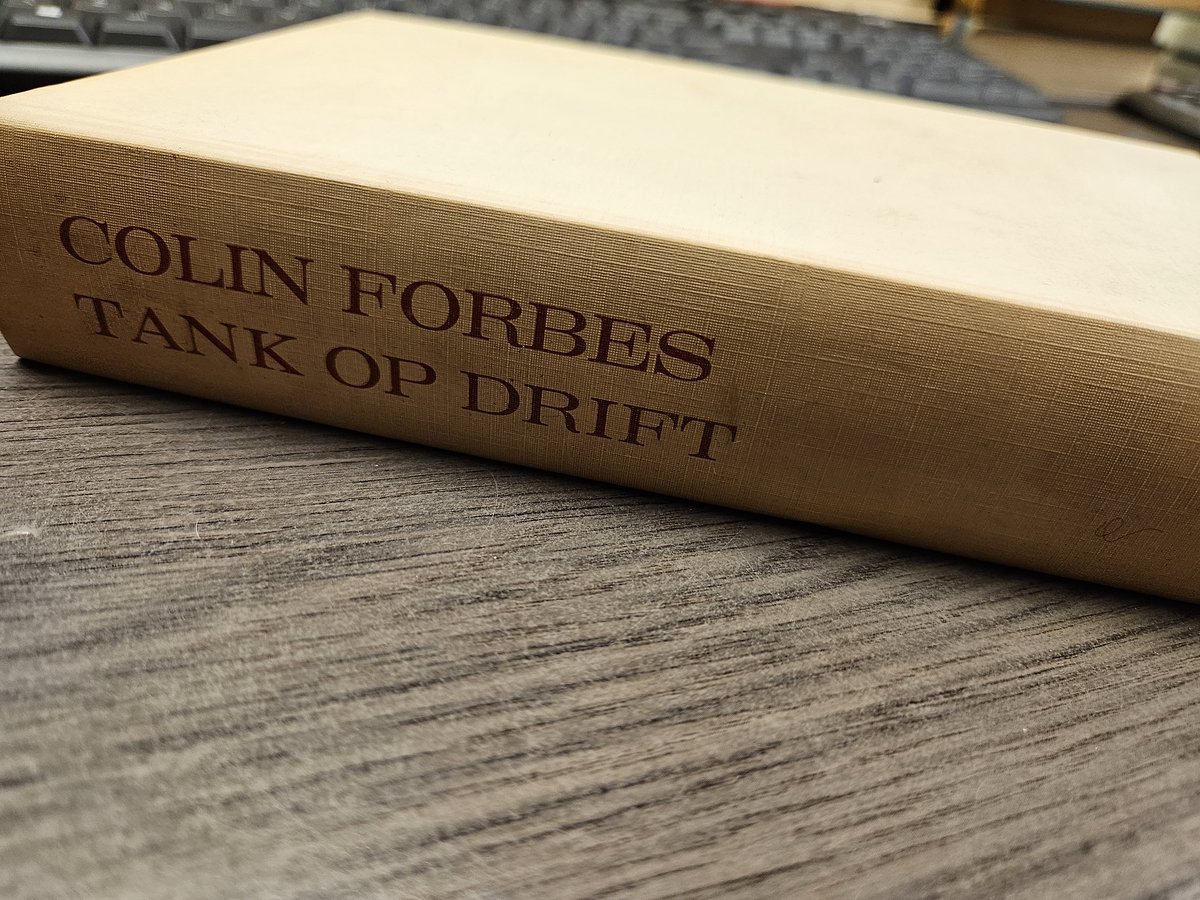 COLIN FORBES
TANK OP DRIFT